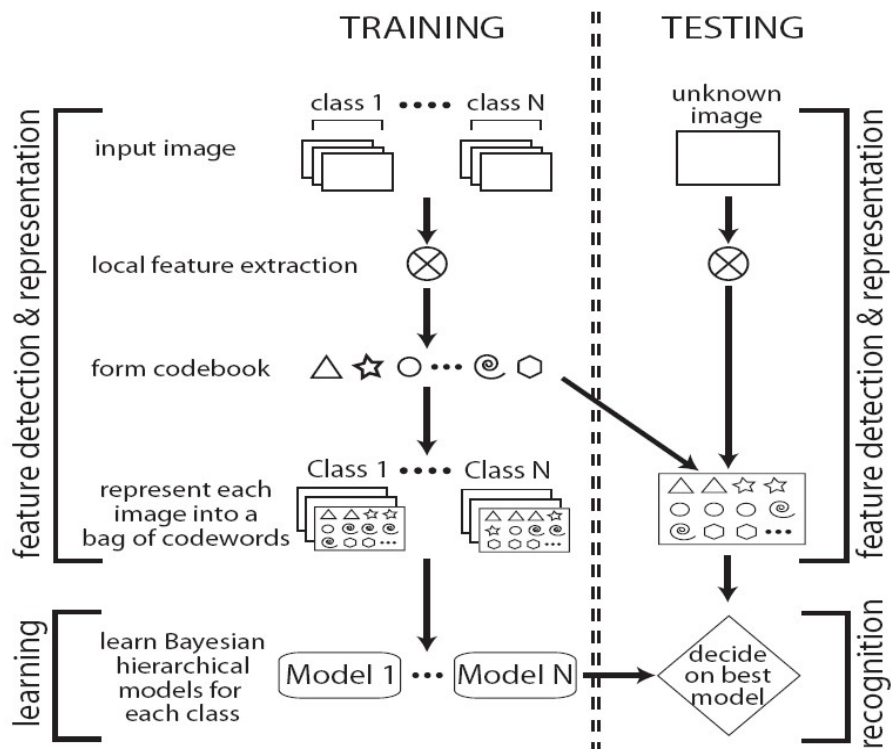 TRAINING
TESTING
feature detection & representation
class 1 •••• class N
unknown
image
input image
local feature extraction
form codebook
•••
Class 1 •••• Class N
represent each
image into a
bag of codewords
•••
•••
•••
feature detection & representation
learning
learn Bayesian
hierarchical
models for
each class
Model 1 ••• Model N
decide
on best
model
recognition